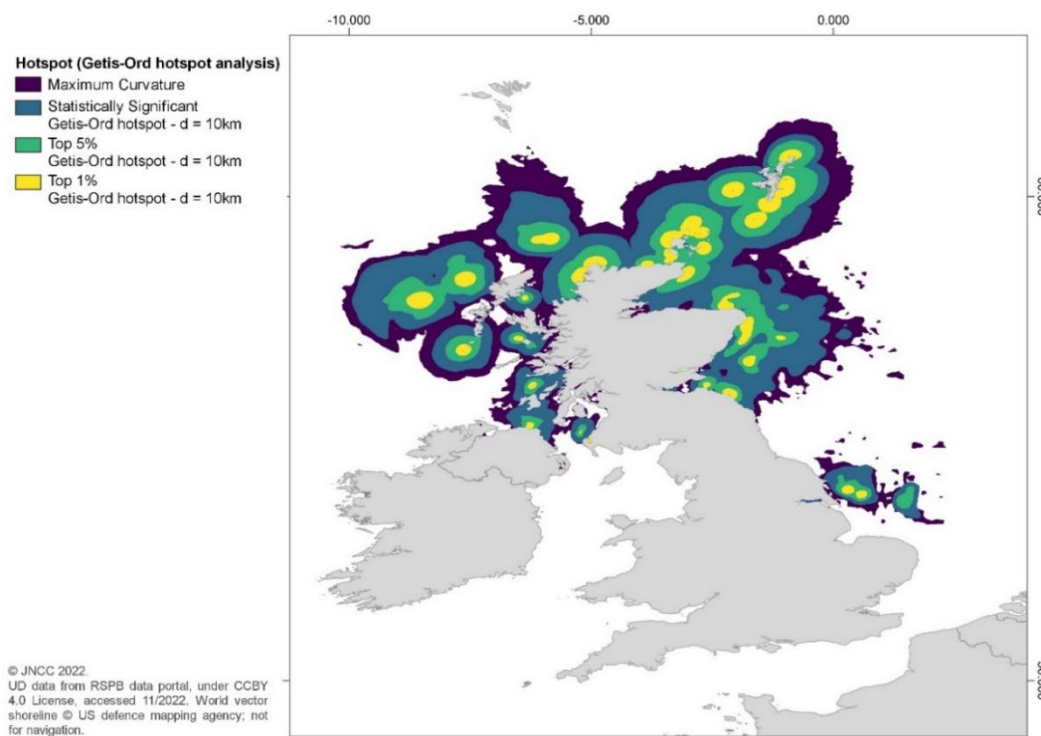 -10.000 -5.000 0.000
Hotspot (Getis-Ord hotspot analysis)
Maximum Curvature
Statistically Significant
Getis-Ord hotspot - d = 10km
Top 5%
Getis-Ord hotspot - d = 10km
Top 1%
Getis-Ord hotspot - d = 10km
© JNCC 2022.
UD data from RSPB data portal, under CCBY
4.0 License, accessed 11/2022. World vector
shoreline © US defence mapping agency; not
for navigation.